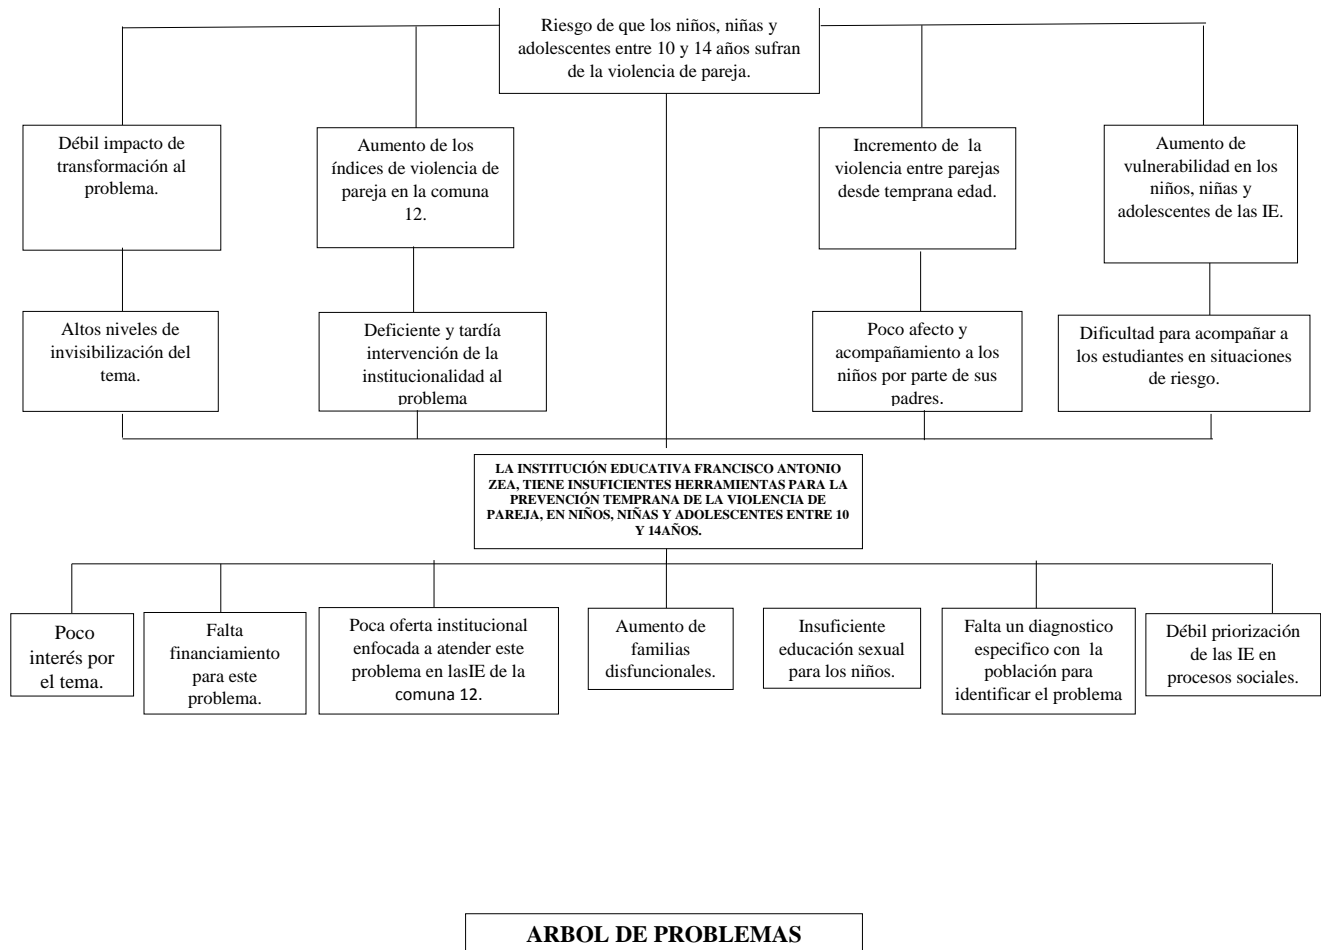 Riesgo de que los niños, niñas y
adolescentes entre 10 y 14 años sufran
de la violencia de pareja.
Débil impacto de
transformación al
problema.
Aumento de los
índices de violencia de
pareja en la comuna
12.
Incremento de la
violencia entre parejas
desde temprana edad.
Aumento de
vulnerabilidad en los
niños, niñas y
adolescentes de las IE.
Altos niveles de
invisibilización del
tema.
Deficiente y tardía
intervención de la
institucionalidad al
problema
Poco afecto y
acompañamiento a los
niños por parte de sus
padres.
Dificultad para acompañar a
los estudiantes en situaciones
de riesgo.
LA INSTITUCIÓN EDUCATIVA FRANCISCO ANTONIO
ZEA, TIENE INSUFICIENTES HERRAMIENTAS PARA LA
PREVENCIÓN TEMPRANA DE LA VIOLENCIA DE
PAREJA, EN NIÑOS, NIÑAS Y ADOLESCENTES ENTRE 10
Y 14AÑOS.
Poco
interés por
el tema.
Falta
financiamiento
para este
problema.
Poca oferta institucional
enfocada a atender este
problema en lasIE de la
comuna 12.
Aumento de
familias
disfuncionales.
Insuficiente
educación sexual
para los niños.
Falta un diagnostico
especifico con la
población para
identificar el problema
Débil priorización
de las IE en
procesos sociales.
ARBOL DE PROBLEMAS